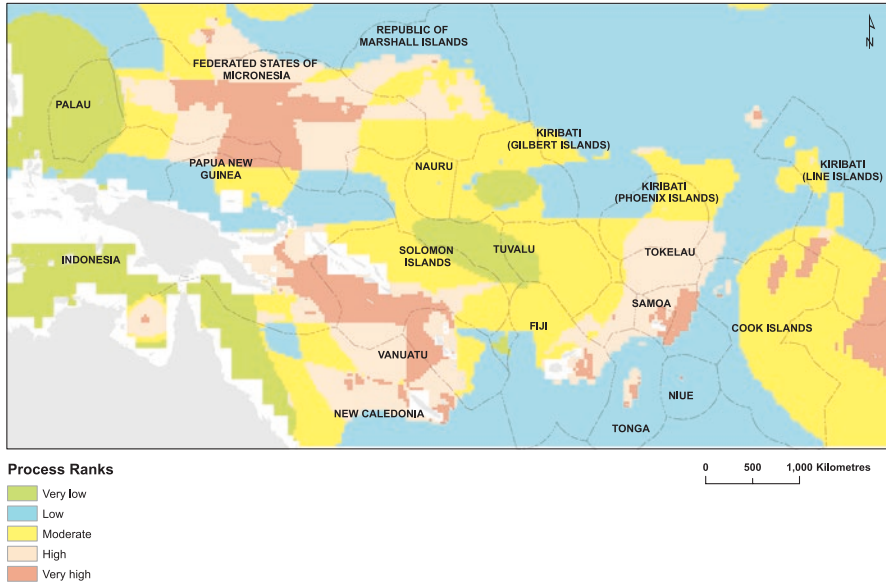 REPUBLIC OF
MARSHALL ISLANDS
N
FEDERATED STATES OF
MICRONESIA
PALAU
KIRIBATI
(GILBERT ISLANDS)
PAPUA NEW
GUINEA
NAURU
KIRIBATI
(LINE ISLANDS)
KIRIBATI
(PHOENIX ISLANDS)
INDONESIA
SOLOMON
ISLANDS
TUVALU
TOKELAU
SAMOA
FIJI
COOK ISLANDS
VANUATU
NIUE
NEW CALEDONIA
TONGA
Process Ranks
Very low
Low
Moderate
High
Very high
0 500 1,000 Kilometres